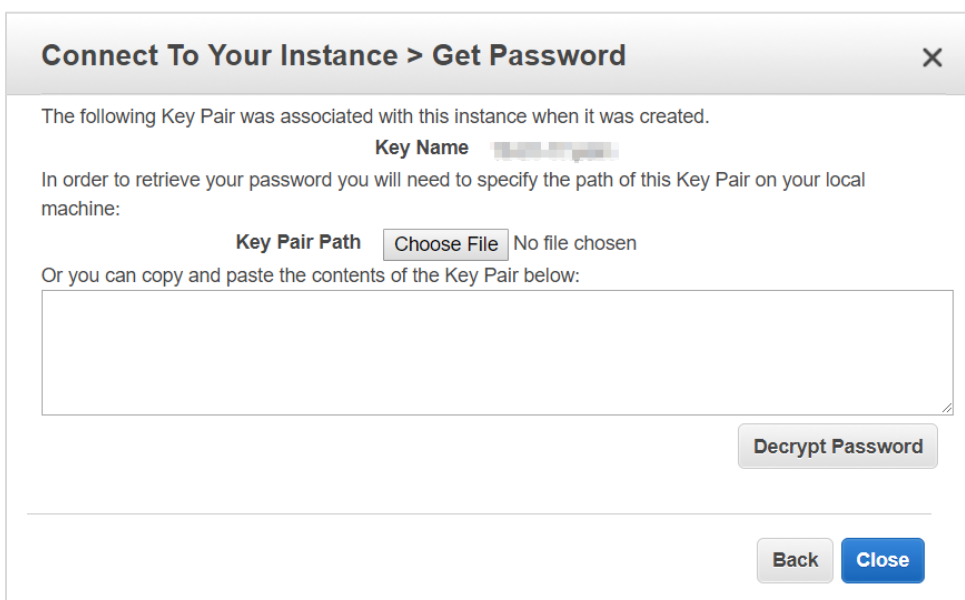 Connect To Your Instance > Get Password
The following Key Pair was associated with this instance when it was created.
Key Name
In order to retrieve your password you will need to specify the path of this Key Pair on your local
machine:
Key Pair Path Choose File No file chosen
Or you can copy and paste the contents of the Key Pair below:
Decrypt Password
Back Close